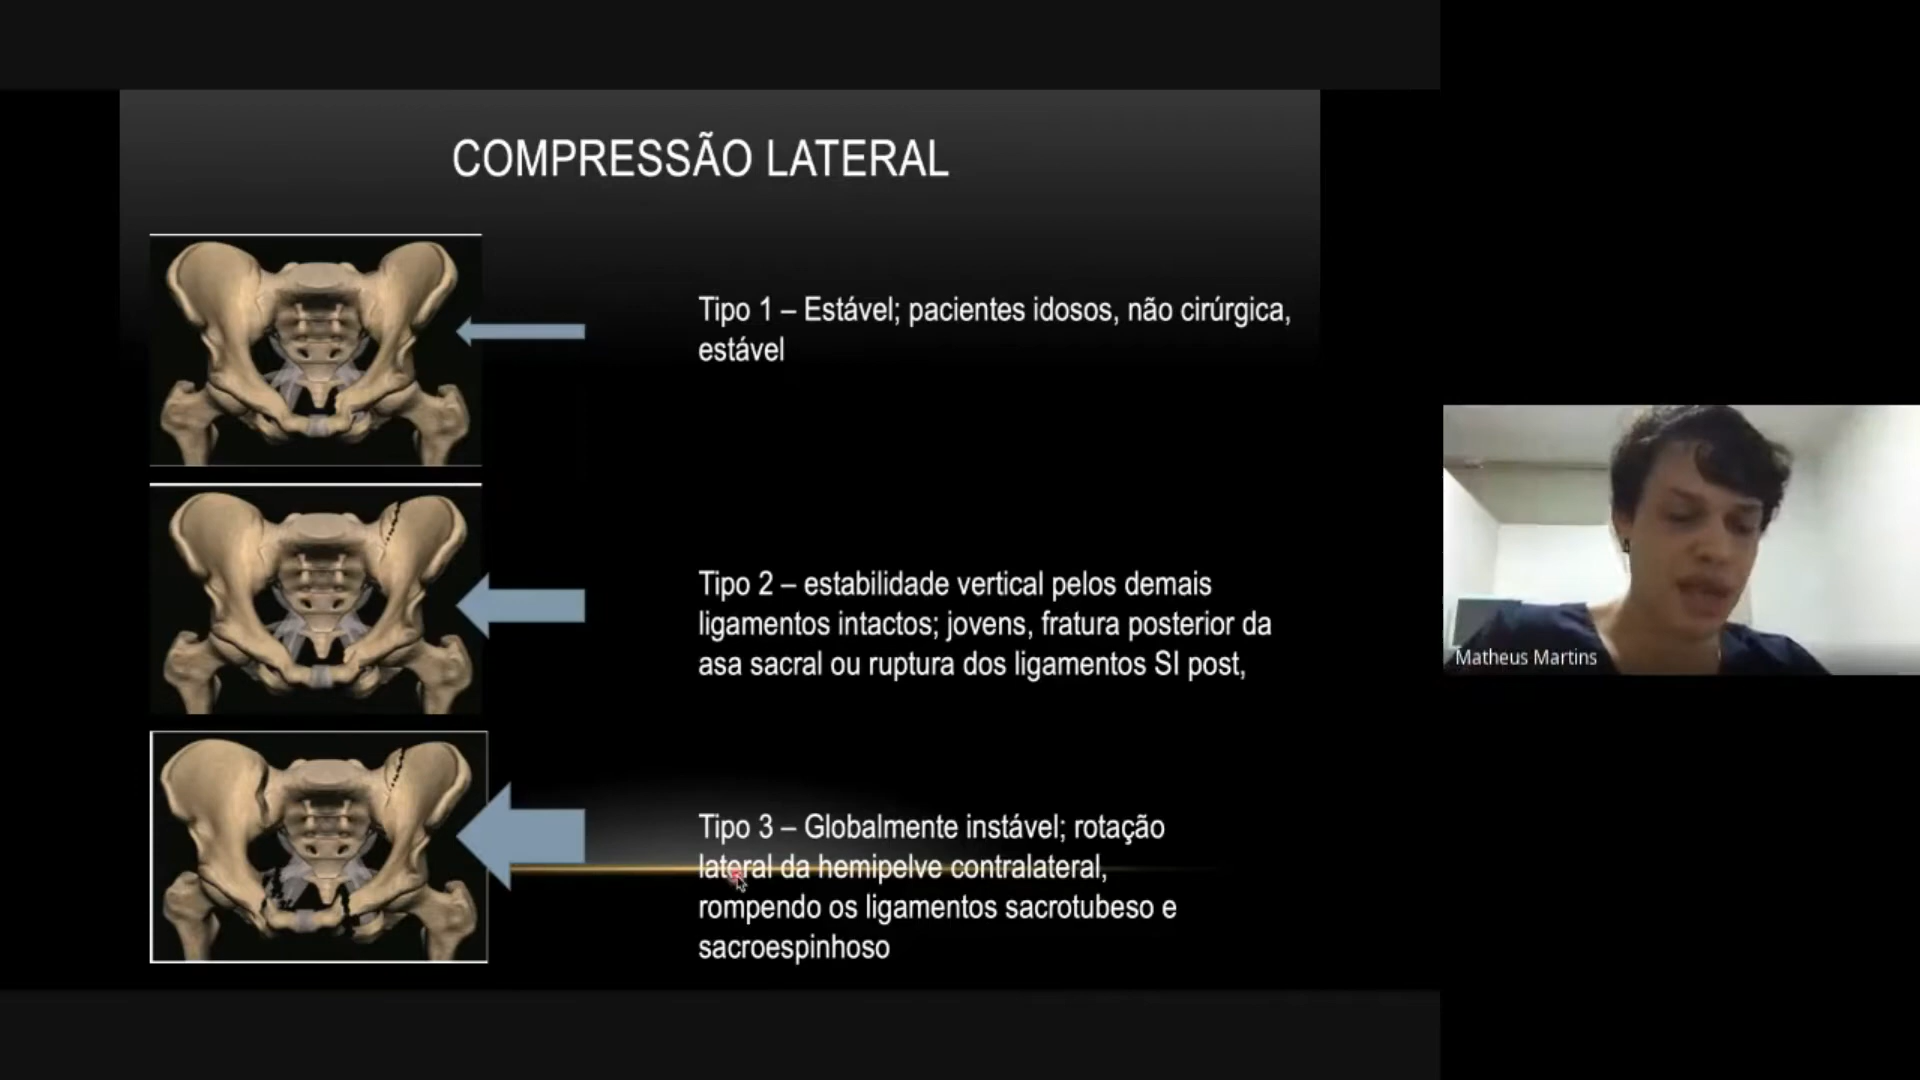 COMPRESSÃO LATERAL
Tipo 1 – Estável; pacientes idosos, não cirúrgica,
estável
Tipo 2 – estabilidade vertical pelos demais
ligamentos intactos; jovens, fratura posterior da
asa sacral ou ruptura dos ligamentos SI post,
Tipo 3 – Globalmente instável; rotação
lateral da hemipelve contralateral,
rompendo os ligamentos sacrotubeso e
sacroespinhoso
Matheus Martins